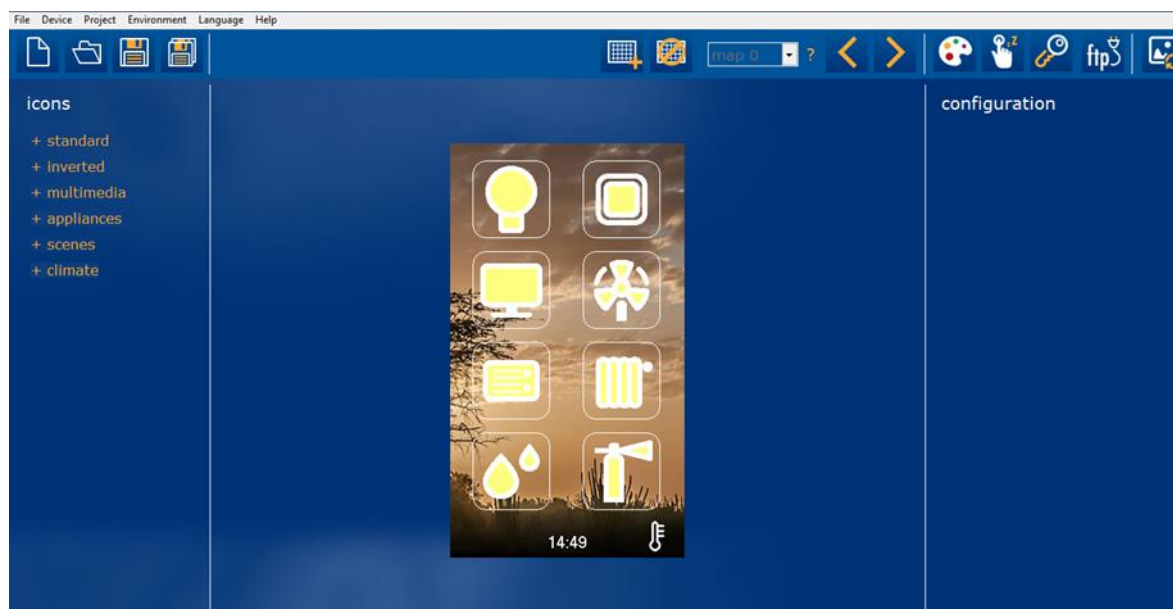 File Device Project Environment Language Help
map 0 ? ftp
icons
configuration
+ standard
+ inverted
+ multimedia
+ appliances
+ scenes
+ climate
14:49